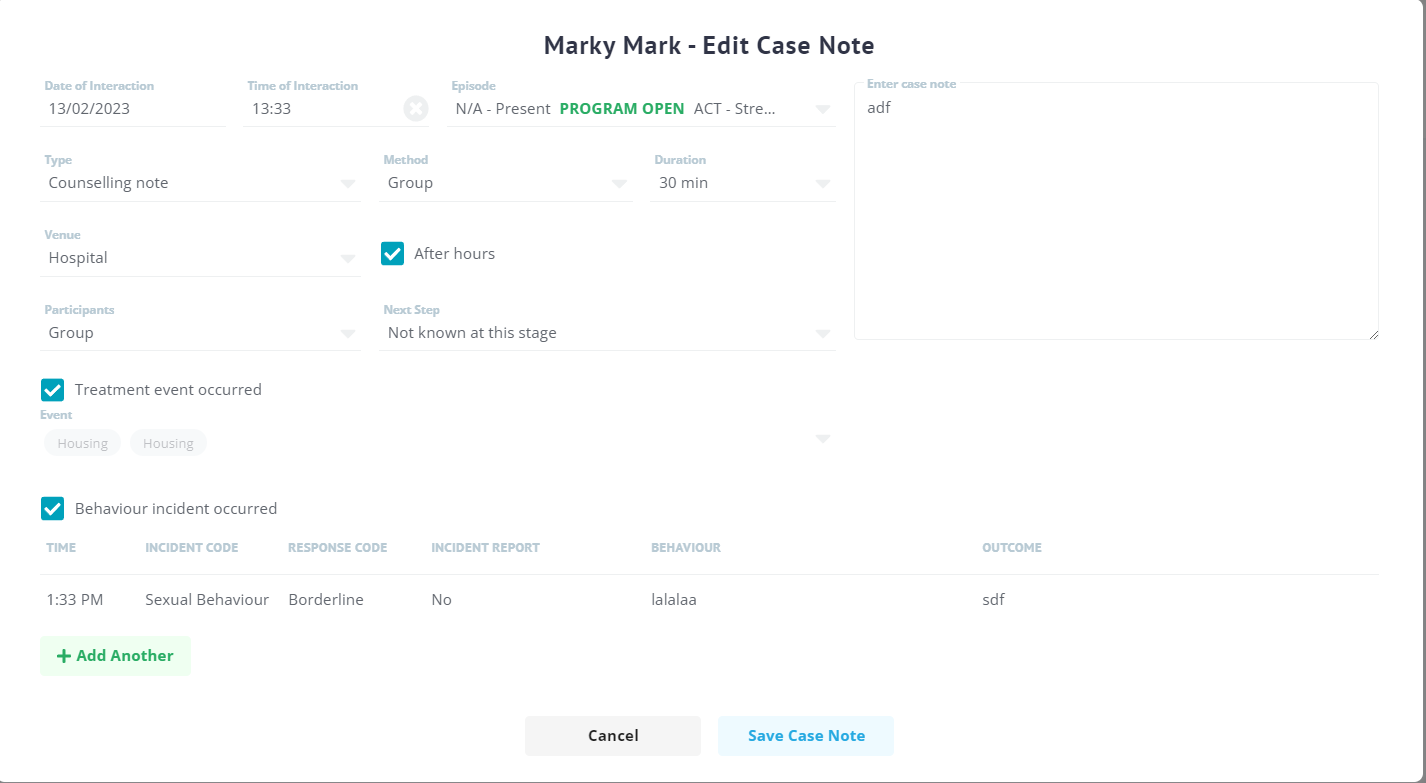 Marky Mark - Edit Case Note
Date of Interaction
13/02/2023
Time of Interaction
13:33
Episode
N/A - Present PROGRAM OPEN ACT - Stre...
Enter case note
adf
Type
Counselling note
Method
Group
Duration
30 min
Venue
Hospital
After hours
Participants
Group
Next Step
Not known at this stage
Treatment event occurred
Event
Housing Housing
Behaviour incident occurred
TIME INCIDENT CODE RESPONSE CODE INCIDENT REPORT BEHAVIOUR OUTCOME
1:33 PM Sexual Behaviour Borderline No lalalaa sdf
+ Add Another
Cancel Save Case Note